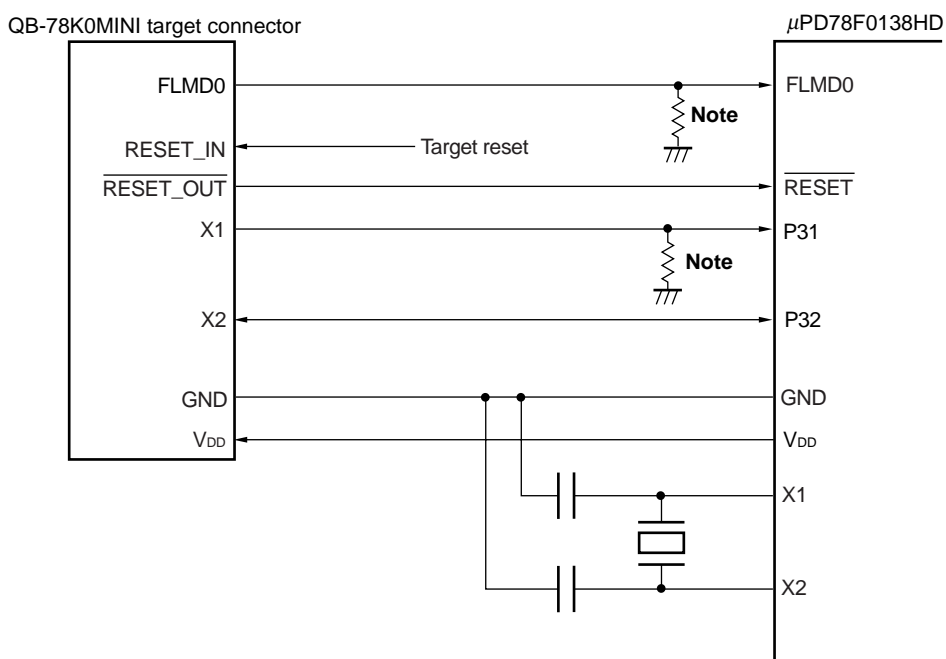 QB-78K0MINI target connector
μPD78F0138HD
FLMD0
FLMD0
Note
RESET_IN
Target reset
RESET_OUT
RESET
X1
P31
Note
X2
P32
GND
GND
VDD
VDD
X1
X2